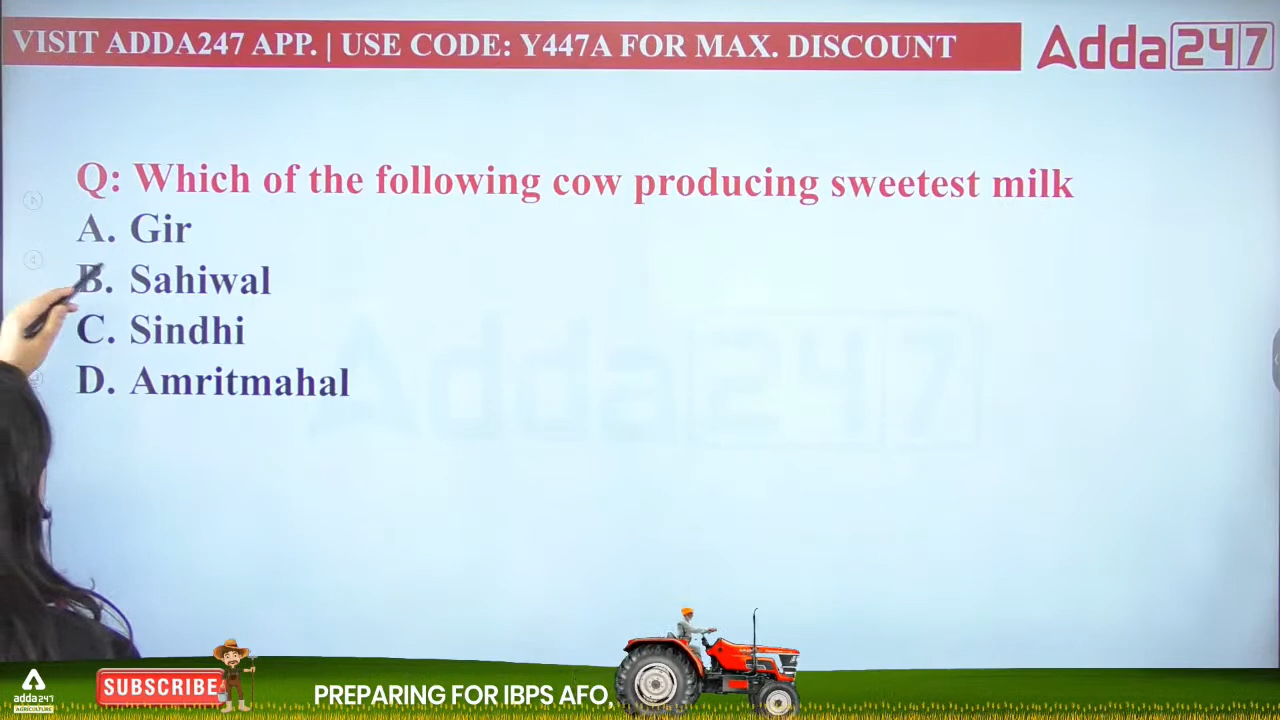 VISIT ADDA247 APP. | USE CODE: Y447A FOR MAX. DISCOUNT
Adda247
Q: Which of the following cow producing sweetest milk
A. Gir
B. Sahiwal
C. Sindhi
D. Amritmahal
Adda247
adda247
AGRICULTURE
SUBSCRIBE
PREPARING FOR IBPS AFO,